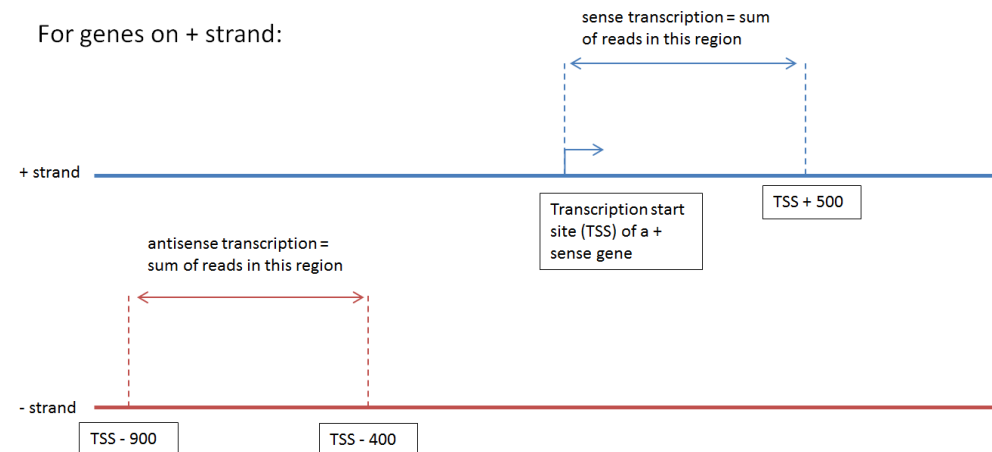 For genes on + strand:
sense transcription = sum
of reads in this region
+ strand
Transcription start
site (TSS) of a +
sense gene
TSS + 500
antisense transcription =
sum of reads in this region
- strand
TSS - 900
TSS - 400